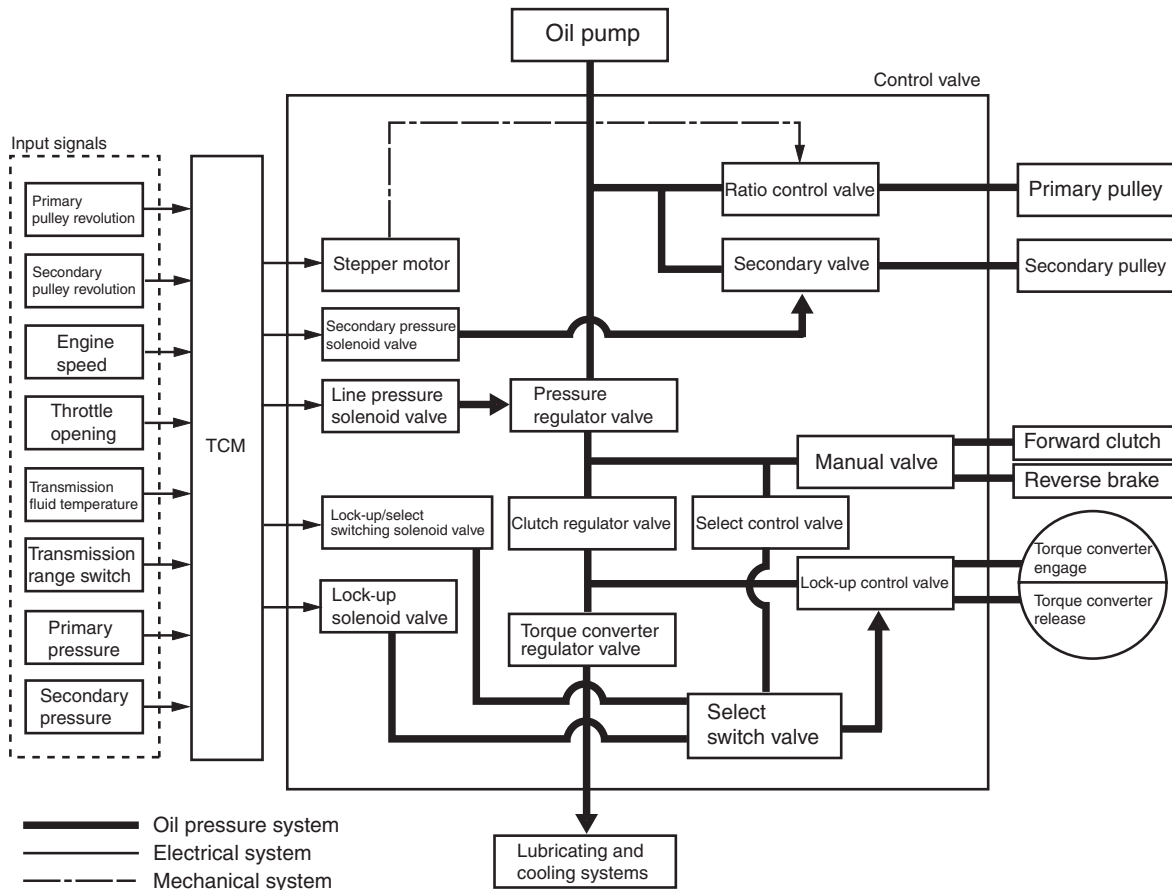 Oil pump
Control valve
Input signals
Primary
pulley revolution
Secondary
pulley revolution
Engine
speed
Throttle
opening
Transmission
fluid temperature
Transmission
range switch
Primary
pressure
Secondary
pressure
TCM
Stepper motor
Secondary pressure
solenoid valve
Line pressure
solenoid valve
Lock-up/select
switching solenoid valve
Lock-up
solenoid valve
Ratio control valve
Secondary valve
Pressure
regulator valve
Manual valve
Clutch regulator valve
Select control valve
Lock-up control valve
Torque converter
regulator valve
Select
switch valve
Primary pulley
Secondary pulley
Forward clutch
Reverse brake
Torque converter
engage
Torque converter
release
Lubricating and
cooling systems
Oil pressure system
Electrical system
Mechanical system